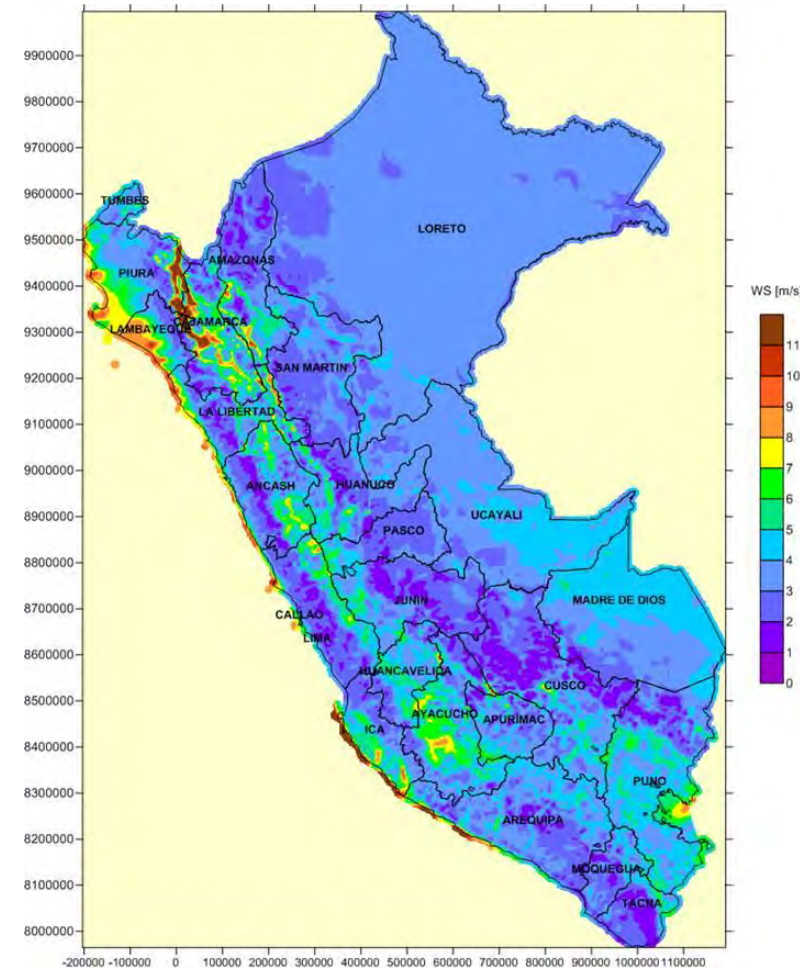 9900000
9800000
9700000
9600000
9500000
9400000
9300000
9200000
9100000
9000000
8900000
8800000
8700000
8600000
8500000
8400000
8300000
8200000
8100000
8000000
TUMBES
LORETO
AMAZONAS
PIURA
CAJAMARCA
LAMBAYEQUE
SAN MARTIN
LA LIBERTAD
ANCASH
HUANUCO
UCAYALI
PASCO
JUNIN
MADRE DE DIOS
CALLAO
LIMA
HUANCAVELICA
CUSCO
AYACUCHO
APURIMAC
ICA
PUNO
AREQUIPA
MOQUEGUA
TACNA
WS [m/s]
11
10
9
8
7
6
5
4
3
2
1
0
-200000 -100000 0 100000 200000 300000 400000 500000 600000 700000 800000 900000 10000001100000